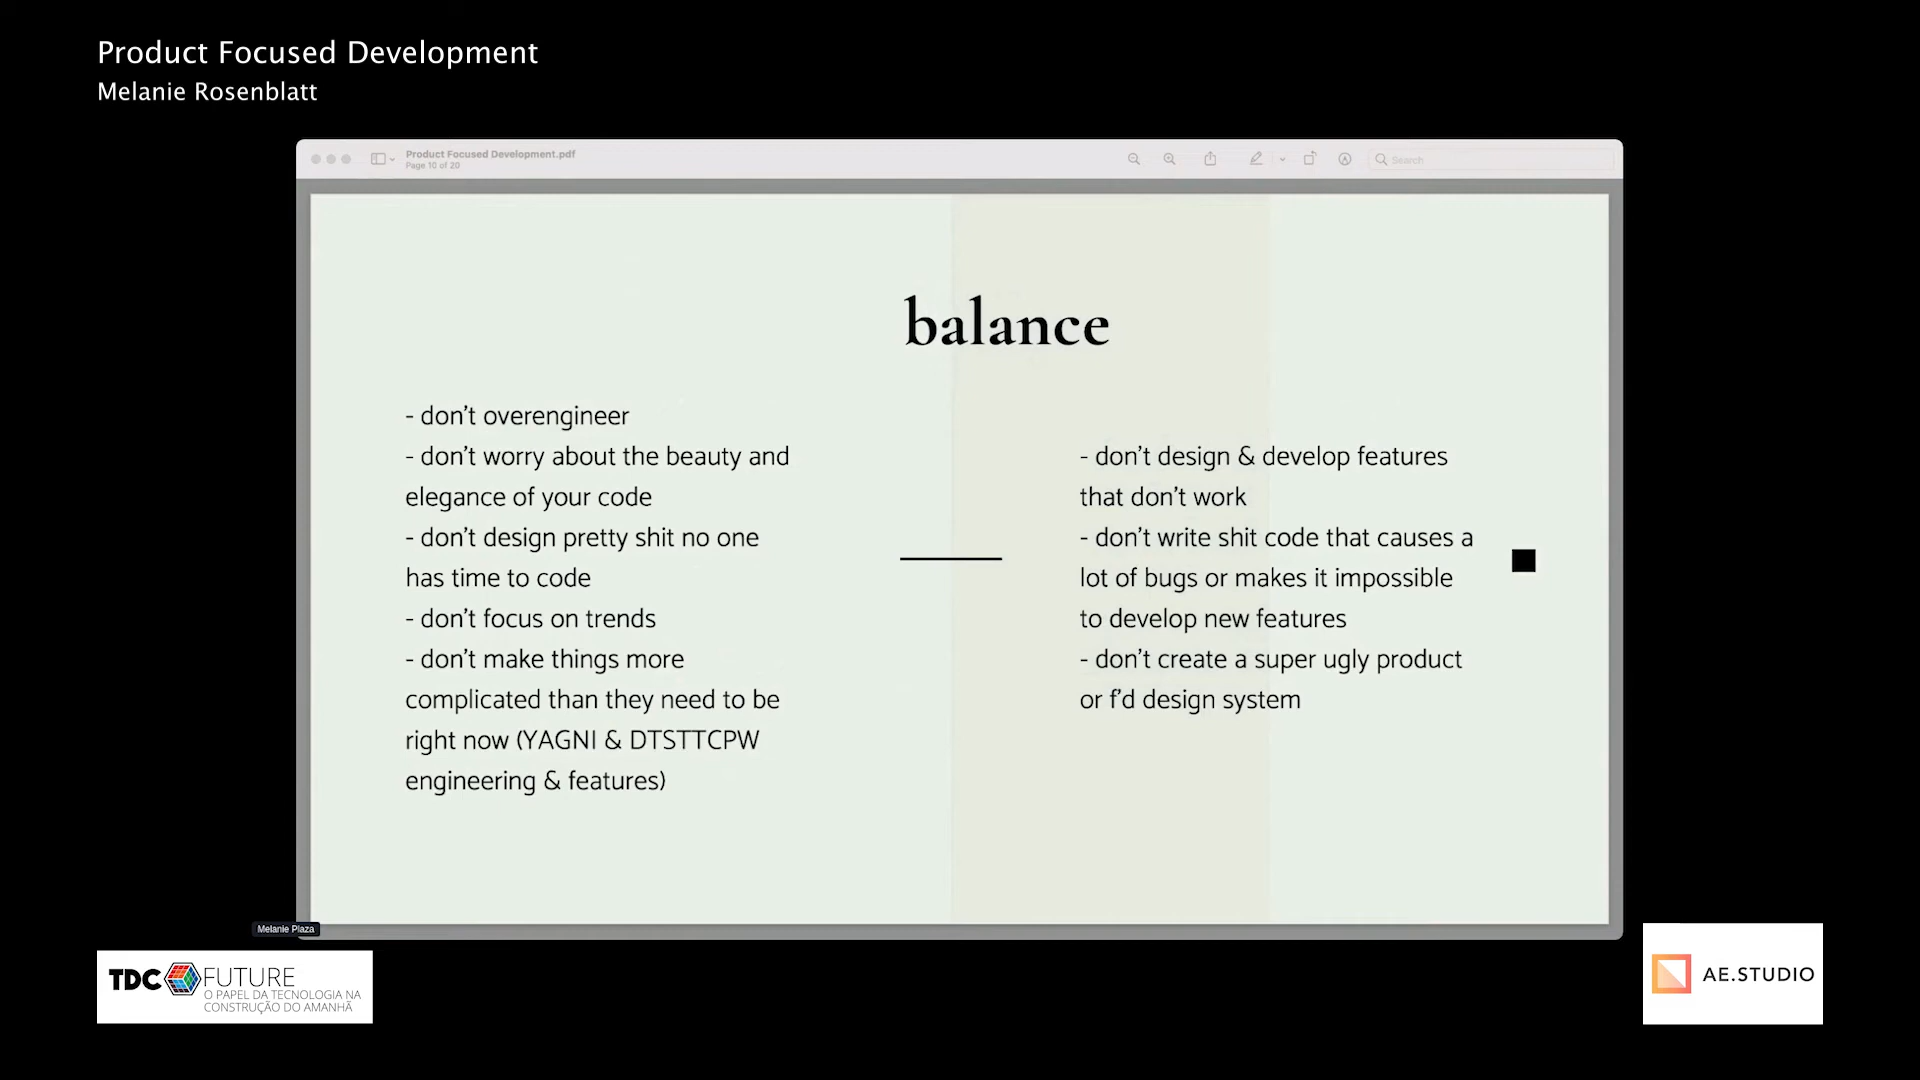 Product Focused Development
Melanie Rosenblatt
Product Focused Development.pdf
Page 10 of 20
Search
balance
- don't overengineer
- don't worry about the beauty and
elegance of your code
- don't design pretty shit no one
has time to code
- don't focus on trends
- don't make things more
complicated than they need to be
right now (YAGNI & DTSTTCPW
engineering & features)
- don't design & develop features
that don't work
- don't write shit code that causes a
lot of bugs or makes it impossible
to develop new features
- don't create a super ugly product
or f'd design system
Melanie Plaza
TDC FUTURE
O PAPEL DA TECNOLOGIA NA
CONSTRUÇÃO DO AMANHÃ
AE.STUDIO